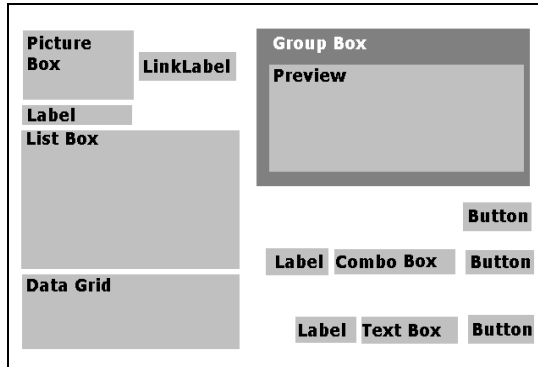 Picture
Box
LinkLabel
Label
List Box
Data Grid
Group Box
Preview
Button
Label Combo Box Button
Label Text Box Button